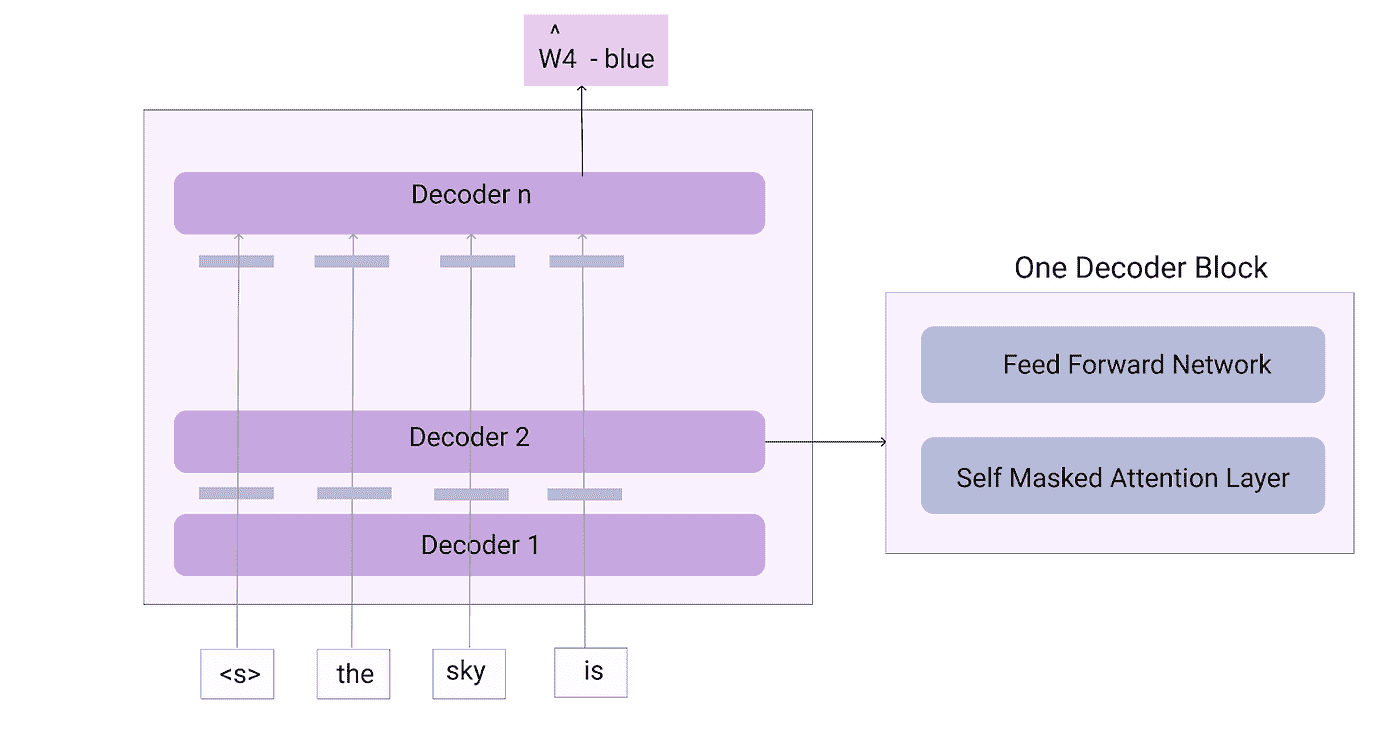 ^
W4 - blue
Decoder n
Decoder 2
Decoder 1
<s>
the
sky
is
One Decoder Block
Feed Forward Network
Self Masked Attention Layer